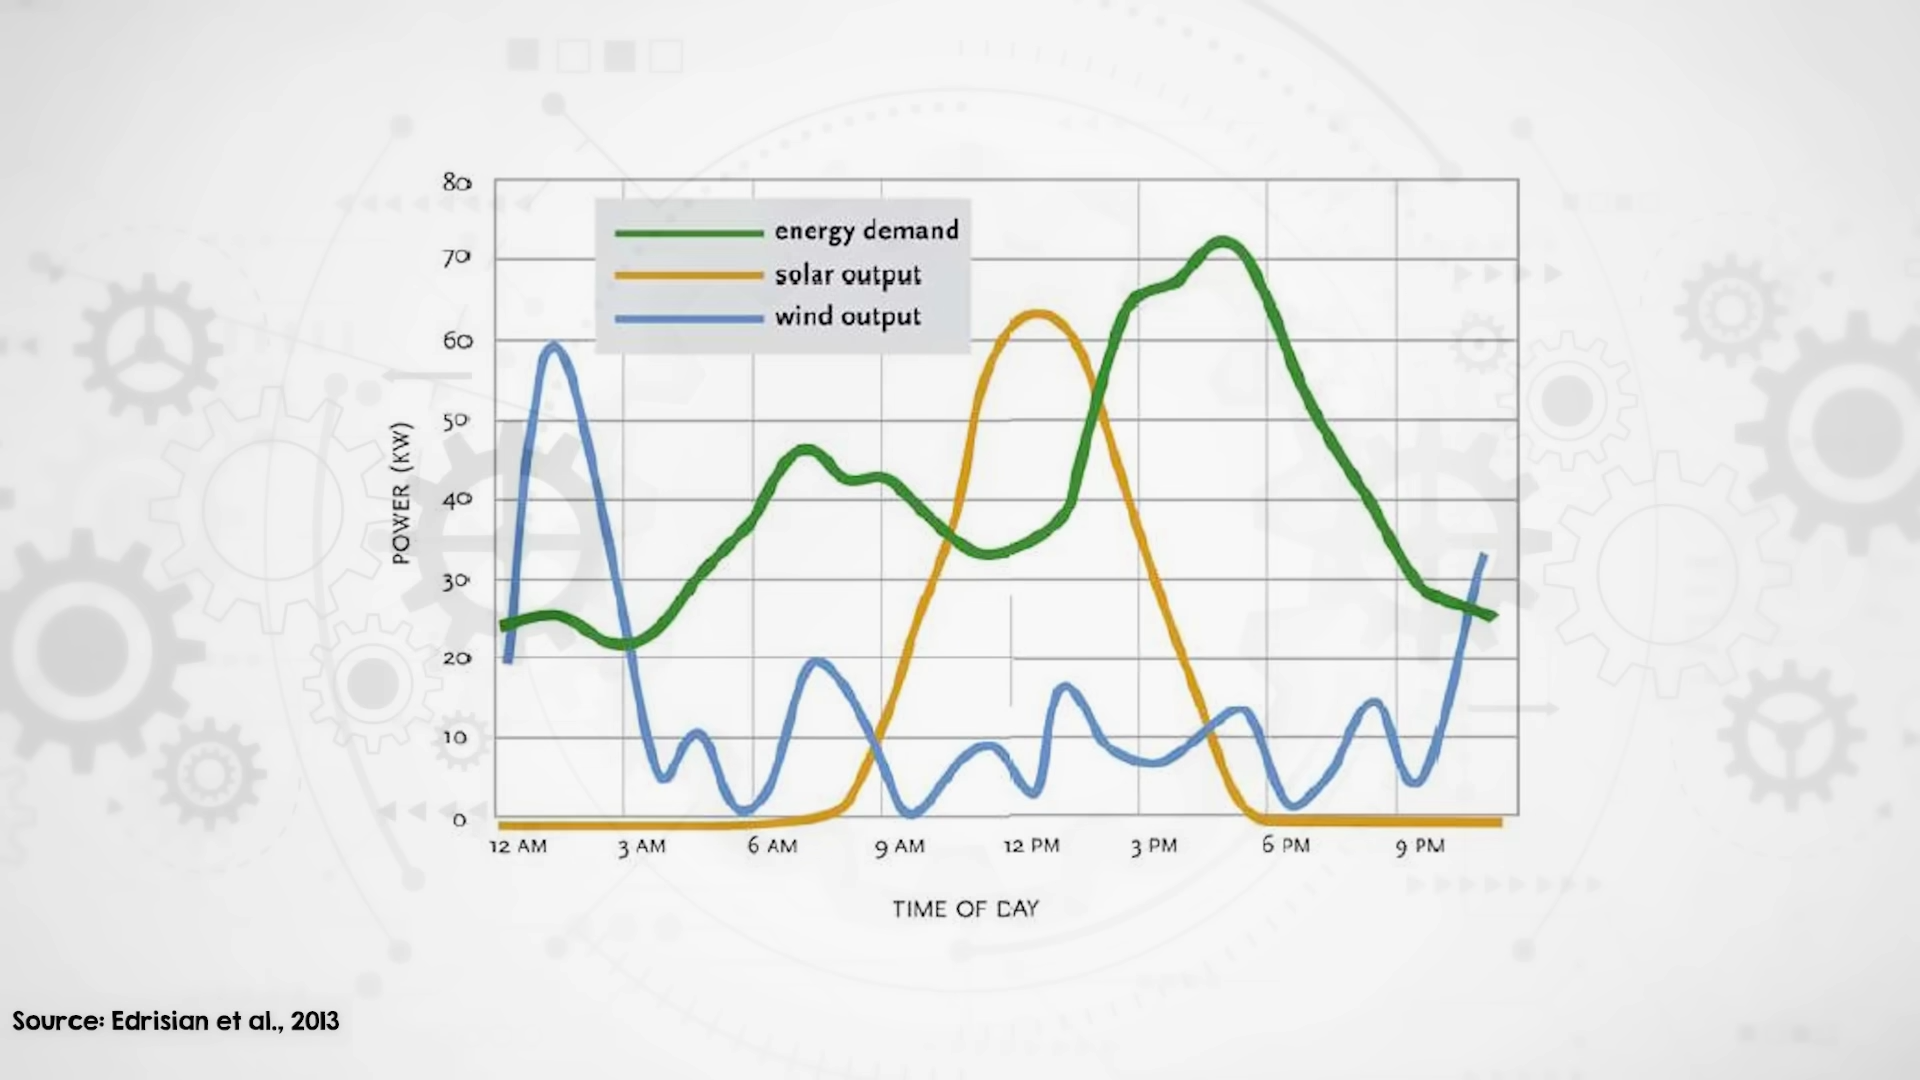 80
70
60
50
40
30
20
10
0
POWER (KW)
energy demand
solar output
wind output
12 AM 3 AM 6 AM 9 AM 12 PM 3 PM 6 PM 9 PM
TIME OF DAY
Source: Edrisian et al., 2013